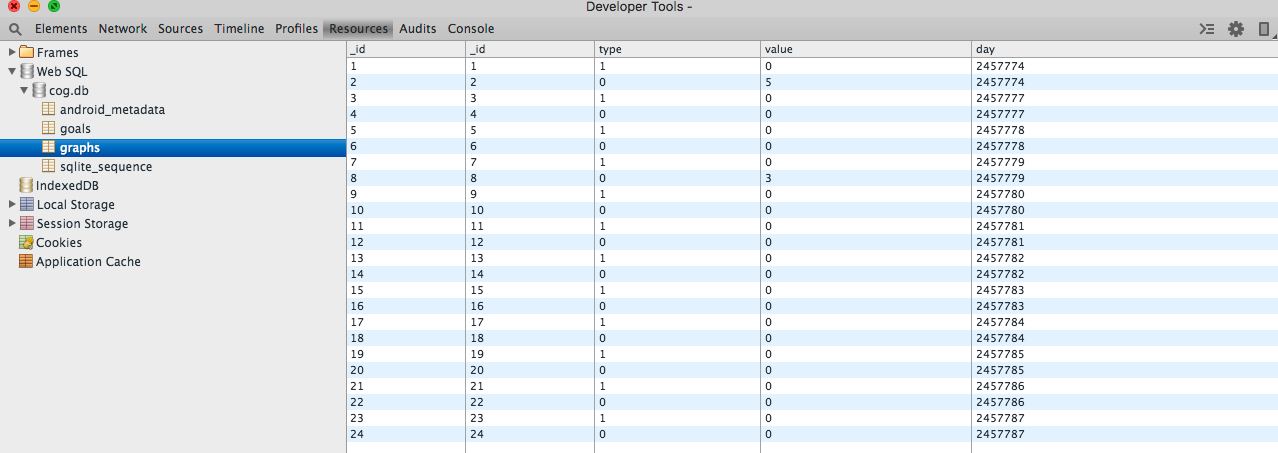 Developer Tools -
Elements Network Sources Timeline Profiles Resources Audits Console
Frames
Web SQL
cog.db
android_metadata
goals
graphs
sqlite_sequence
IndexedDB
Local Storage
Session Storage
Cookies
Application Cache
_id _id type value day
1 1 1 0 2457774
2 2 0 5 2457774
3 3 1 0 2457777
4 4 0 0 2457777
5 5 1 0 2457778
6 6 0 0 2457778
7 7 1 0 2457779
8 8 0 3 2457779
9 9 1 0 2457780
10 10 0 0 2457780
11 11 1 0 2457781
12 12 0 0 2457781
13 13 1 0 2457782
14 14 0 0 2457782
15 15 1 0 2457783
16 16 0 0 2457783
17 17 1 0 2457784
18 18 0 0 2457784
19 19 1 0 2457785
20 20 0 0 2457785
21 21 1 0 2457786
22 22 0 0 2457786
23 23 1 0 2457787
24 24 0 0 2457787